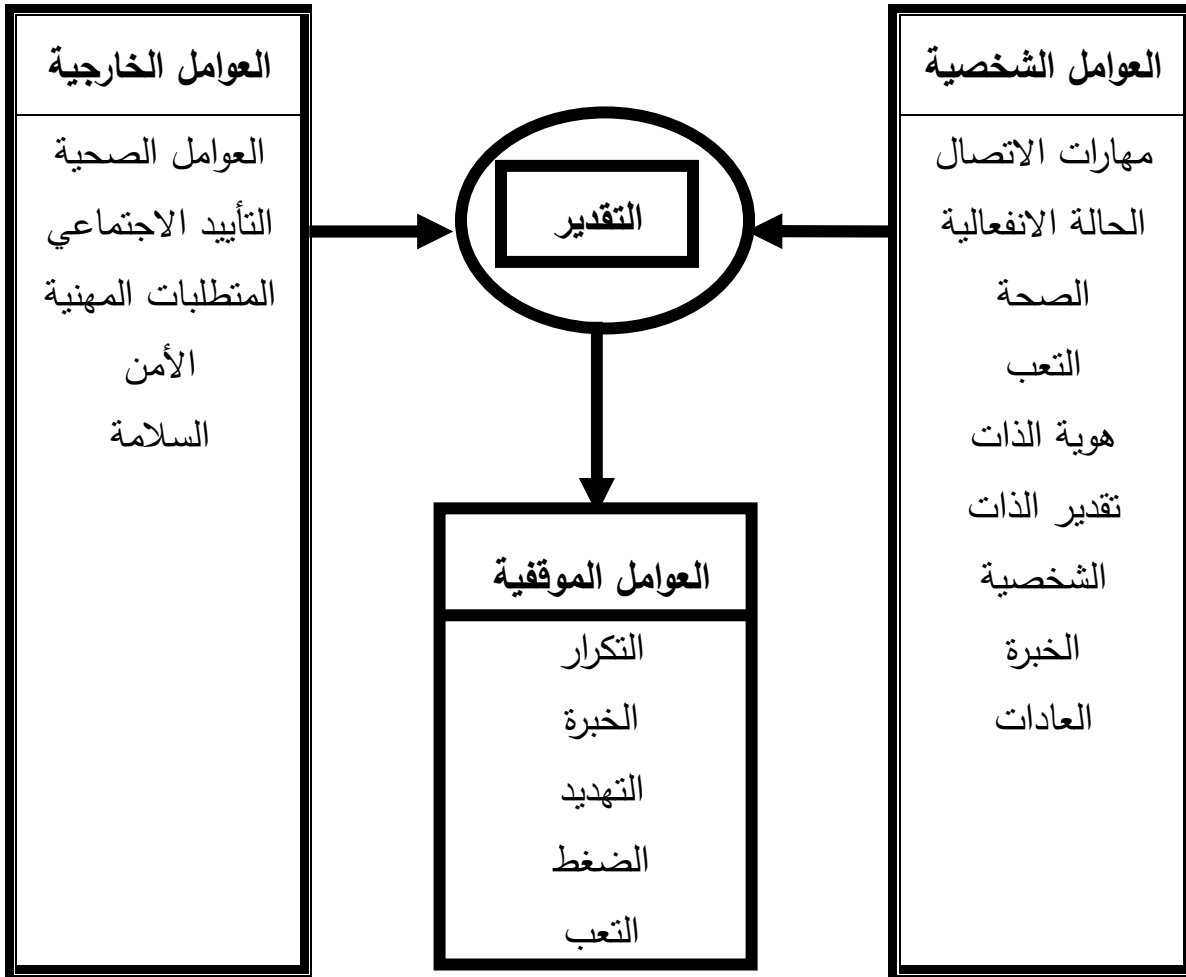 العوامل الشخصية
مهارات الاتصال
الحالة الانفعالية
الصحة
التعب
هوية الذات
تقدير الذات
الشخصية
الخبرة
العادات
التقدير
العوامل الخارجية
العوامل الصحية
التأييد الاجتماعي
المتطلبات المهنية
الأمن
السلامة
العوامل الموقفية
التكرار
الخبرة
التهديد
الضغط
التعب